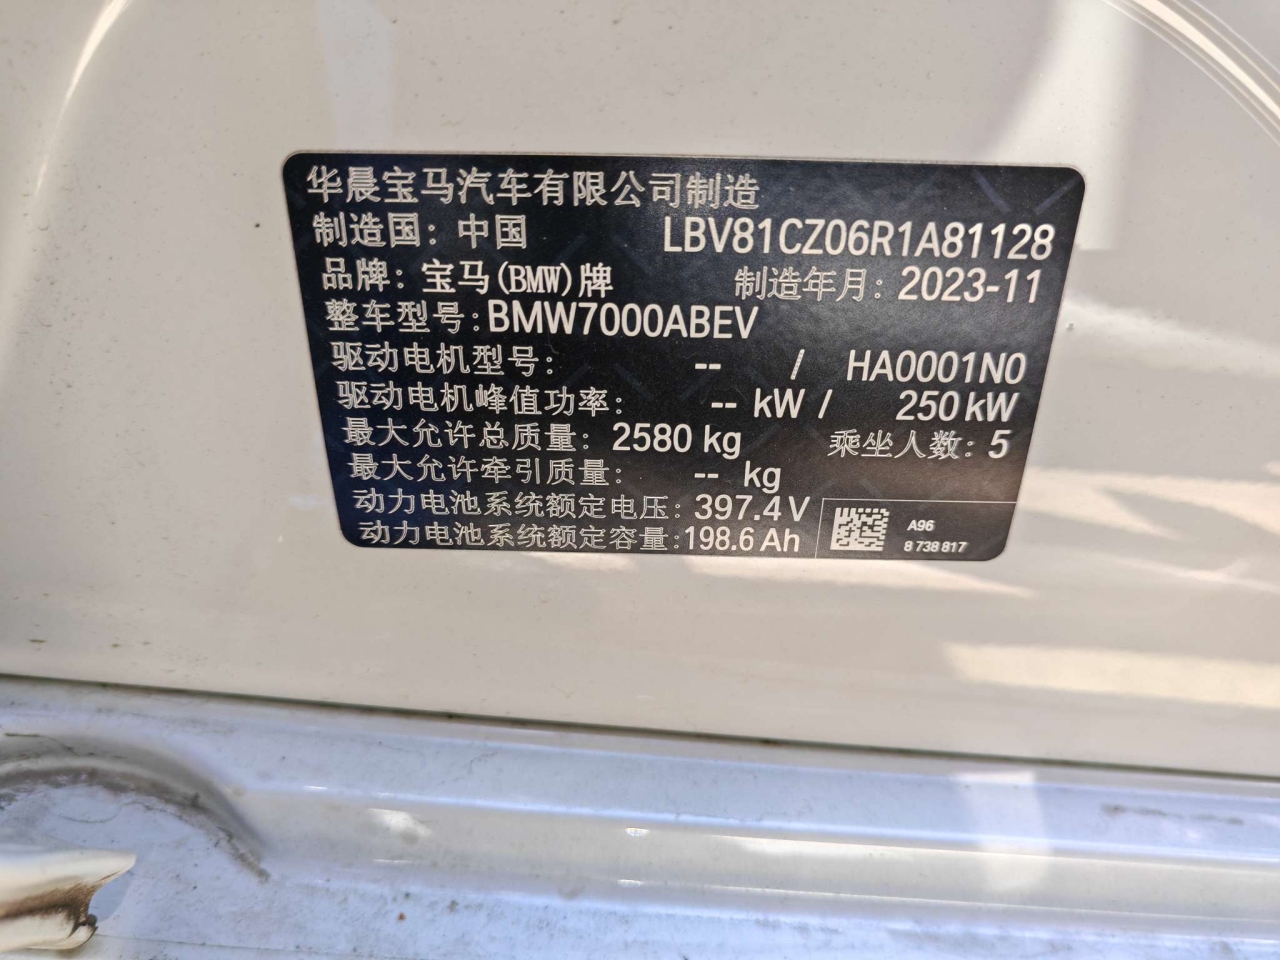 华晨宝马汽车有限公司制造
制造国：中国 LBV81CZ06R1A81128
品牌：宝马(BMW)牌 制造年月：2023-11
整车型号：BMW7000ABEV
驱动电机型号： -- / HA0001N0
驱动电机峰值功率： -- kW / 250 kW
最大允许总质量：2580 kg 乘坐人数：5
最大允许牵引质量： -- kg
动力电池系统额定电压：397.4 V
动力电池系统额定容量：198.6 Ah
A96
8 738 817